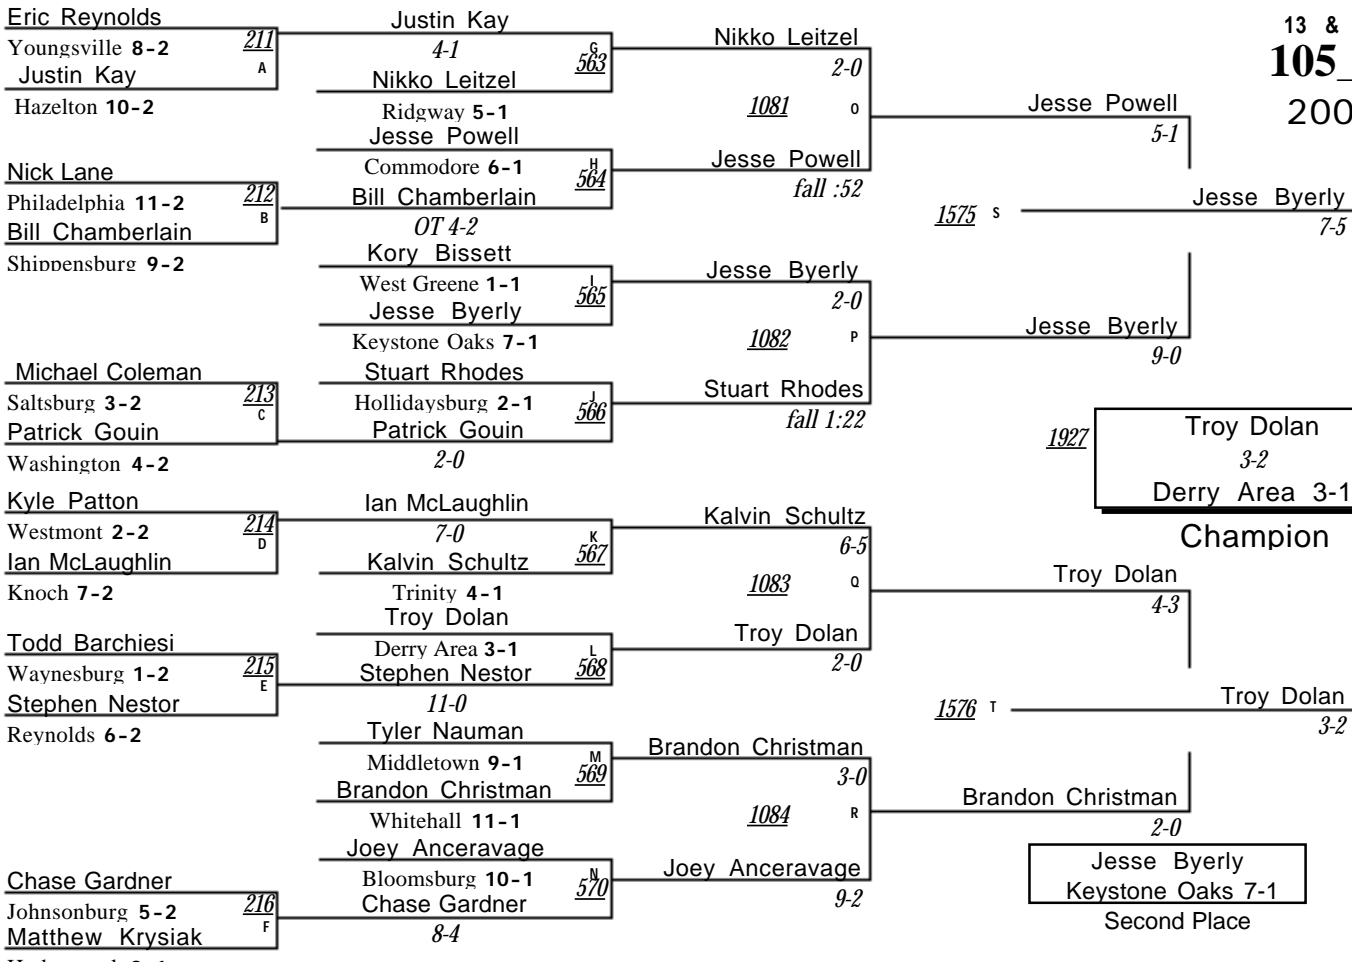 Eric Reynolds
Youngsville 8-2
211
A
Justin Kay
Hazelton 10-2
Nick Lane
Philadelphia 11-2
212
B
Bill Chamberlain
Shippensburg 9-2
Michael Coleman
Saltsburg 3-2
213
C
Patrick Gouin
Washington 4-2
Kyle Patton
Westmont 2-2
214
D
Ian McLaughlin
Knoch 7-2
Todd Barchiesi
Waynesburg 1-2
215
E
Stephen Nestor
Reynolds 6-2
Chase Gardner
Johnsonburg 5-2
216
F
Matthew Krysiak
Justin Kay
4-1
G
563
Nikko Leitzel
Ridgway 5-1
Jesse Powell
Commodore 6-1
H
564
Bill Chamberlain
OT 4-2
Kory Bissett
West Greene 1-1
I
565
Jesse Byerly
Keystone Oaks 7-1
Stuart Rhodes
Hollidaysburg 2-1
J
566
Patrick Gouin
2-0
Ian McLaughlin
7-0
K
567
Kalvin Schultz
Trinity 4-1
Troy Dolan
Derry Area 3-1
L
568
Stephen Nestor
11-0
Tyler Nauman
Middletown 9-1
M
569
Brandon Christman
Whitehall 11-1
Joey Anceravage
Bloomsburg 10-1
N
570
Chase Gardner
8-4
Nikko Leitzel
2-0
1081
O
Jesse Powell
fall :52
Jesse Byerly
2-0
1082
P
Stuart Rhodes
fall 1:22
Kalvin Schultz
6-5
1083
Q
Troy Dolan
2-0
Brandon Christman
3-0
1084
R
Joey Anceravage
9-2
Jesse Powell
5-1
1575 S
Jesse Byerly
9-0
Troy Dolan
4-3
1576 T
Brandon Christman
2-0
13 &
105_
200
Jesse Byerly
7-5
1927
Troy Dolan
3-2
Derry Area 3-1
Champion
Troy Dolan
3-2
Jesse Byerly
Keystone Oaks 7-1
Second Place